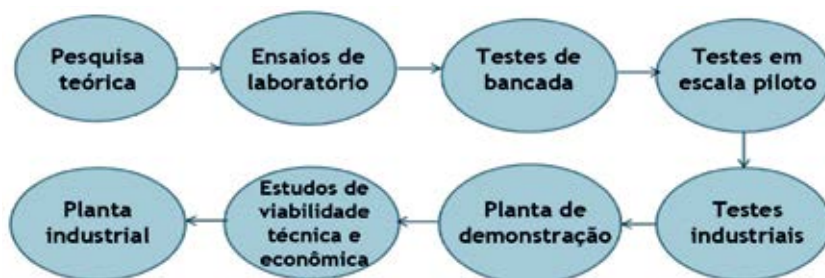 Pesquisa
teórica
Ensaios de
laboratório
Testes de
bancada
Testes em
escala piloto
Testes
industriais
Planta de
demonstração
Estudos de
viabilidade
técnica e
econômica
Planta
industrial